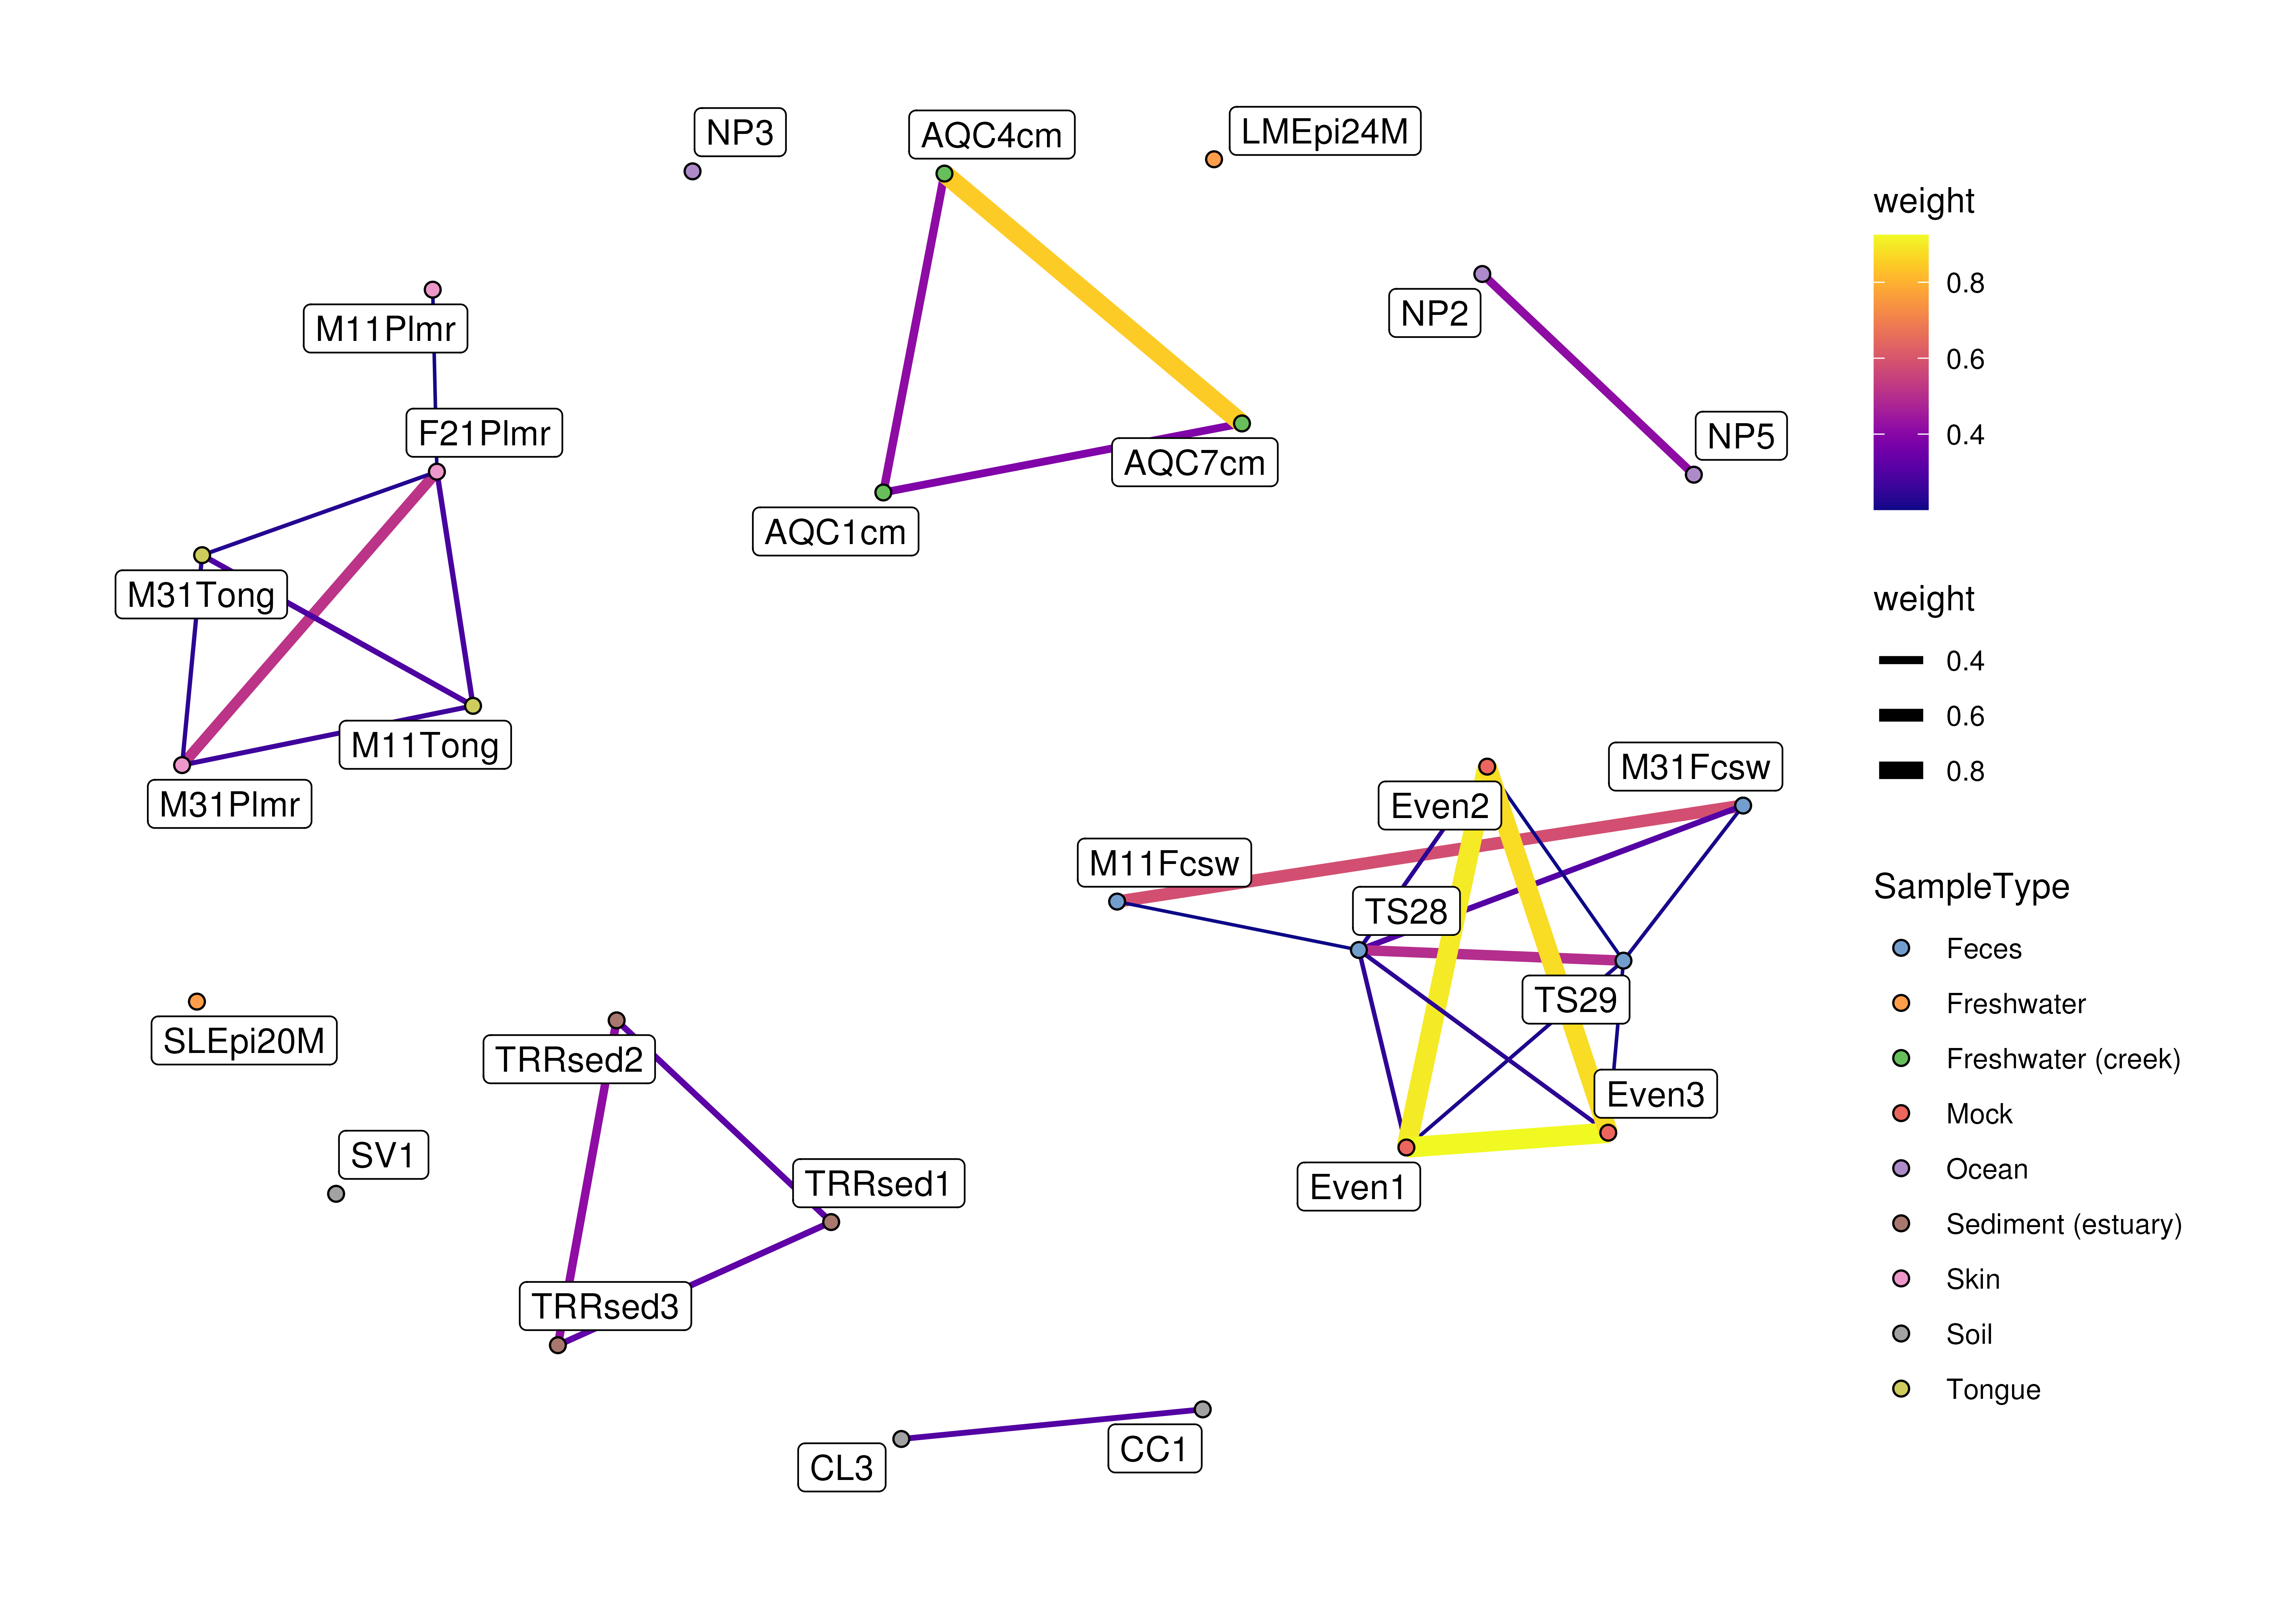 NP3
AQC4cm
LMEpi24M
M11Plmr
NP2
F21Plmr
NP5
AQC7cm
AQC1cm
M31Tong
M11Tong
M31Plmr
M31Fcsw
Even2
M11Fcsw
TS28
TS29
SLEpi20M
TRRsed2
Even3
SV1
TRRsed1
Even1
TRRsed3
CC1
CL3
weight
0.8
0.6
0.4
weight
0.4
0.6
0.8
SampleType
Feces
Freshwater
Freshwater (creek)
Mock
Ocean
Sediment (estuary)
Skin
Soil
Tongue